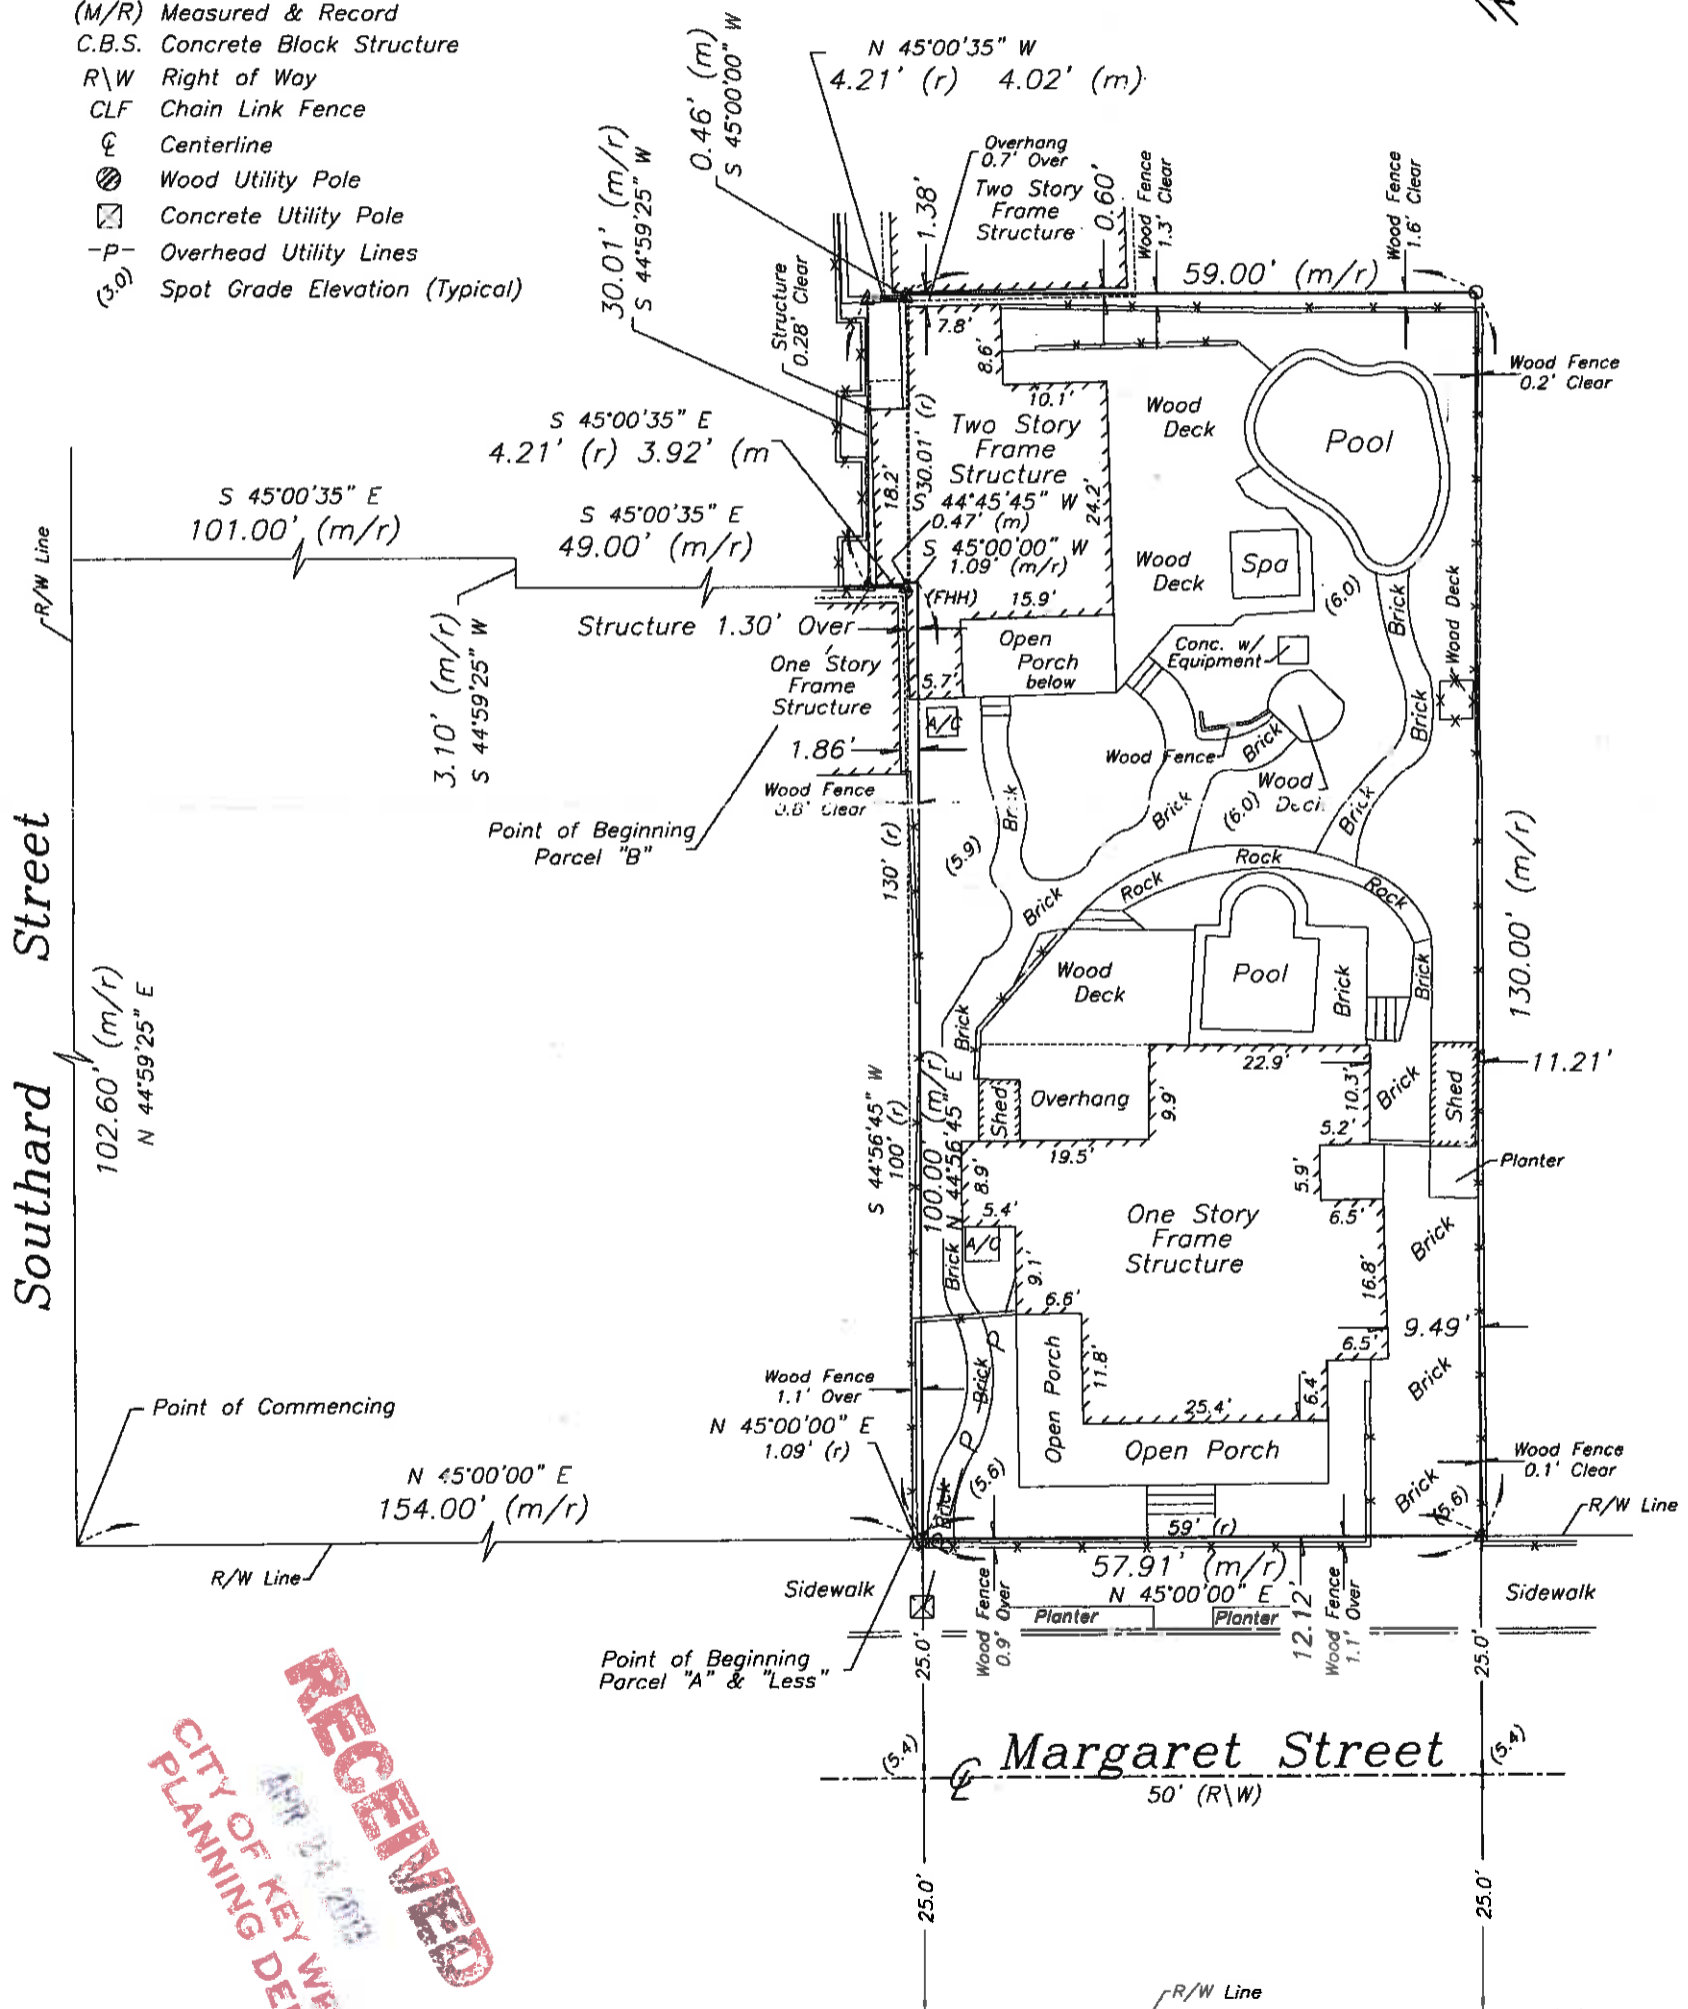 (M/R) Measured & Record
C.B.S. Concrete Block Structure
R\W Right of Way
CLF Chain Link Fence
℄ Centerline
Wood Utility Pole
Concrete Utility Pole
-P- Overhead Utility Lines
(3.0) Spot Grade Elevation (Typical)
0.46' (m)
S 45°00'00" W
N 45°00'35" W
4.21' (r) 4.02' (m)
30.01' (m/r)
S 44°59'25" W
Structure
0.28' Clear
1.38'
Overhang
0.7' Over
Two Story
Frame
Structure
0.60'
Wood Fence
1.3' Clear
Wood Fence
1.6' Clear
59.00' (m/r)
7.8'
8.6'
10.1'
Wood Fence
0.2' Clear
S 45°00'35" E
4.21' (r) 3.92' (m
S 45°00'35" E
101.00' (m/r)
S 45°00'35" E
49.00' (m/r)
R/W Line
18.2'
30.01' (r)
Two Story
Frame
Structure
S 44°45'45" W
0.47' (m)
S 45°00'00" W
1.09' (m/r)
24.2'
Wood
Deck
Pool
Wood
Deck
Spa
(6.0)
(FHH)
15.9'
Structure 1.30' Over
Open
Porch
below
5.7'
A/C
Conc. w/
Equipment
Brick
Wood Deck
Brick
3.10' (m/r)
S 44°59'25" W
One Story
Frame
Structure
1.86'
Wood Fence
0.8' Clear
Wood Fence
Brick
Wood
Deck
(6.0)
Brick
Brick
Brick
Point of Beginning
Parcel "B"
130' (r)
(5.9)
Brick
Rock
Rock
Rock
130.00' (m/r)
Southard Street
102.60' (m/r)
N 44°59'25" E
Wood
Deck
Pool
Brick
Brick
Brick
22.9'
11.21'
S 44°56'45" W
100' (r)
100.00' (m/r)
N 44°56'45" E
Shed
Overhang
9.9'
10.3'
Brick
Shed
5.2'
19.5'
8.9'
5.9'
Planter
5.4'
A/C
6.5'
One Story
Frame
Structure
Brick
Brick
9.1'
16.8'
6.6'
9.49'
6.5'
Open Porch
11.8'
6.4'
Brick
P
Brick
Wood Fence
1.1' Over
25.4'
Open Porch
N 45°00'00" E
1.09' (r)
P
(5.6)
Wood Fence
0.1' Clear
Point of Commencing
N 45°00'00" E
154.00' (m/r)
Brick
Brick
(5.6)
R/W Line
59' (r)
R/W Line
57.91' (m/r)
N 45°00'00" E
Sidewalk
Sidewalk
Wood Fence
0.9' Over
Planter
Planter
12.12'
Wood Fence
1.1' Over
25.0'
25.0'
Point of Beginning
Parcel "A" & "Less"
(5.4)
℄
Margaret Street
(5.4)
50' (R\W)
25.0'
25.0'
R/W Line
RECEIVED
CITY OF KEY WE
PLANNING DE